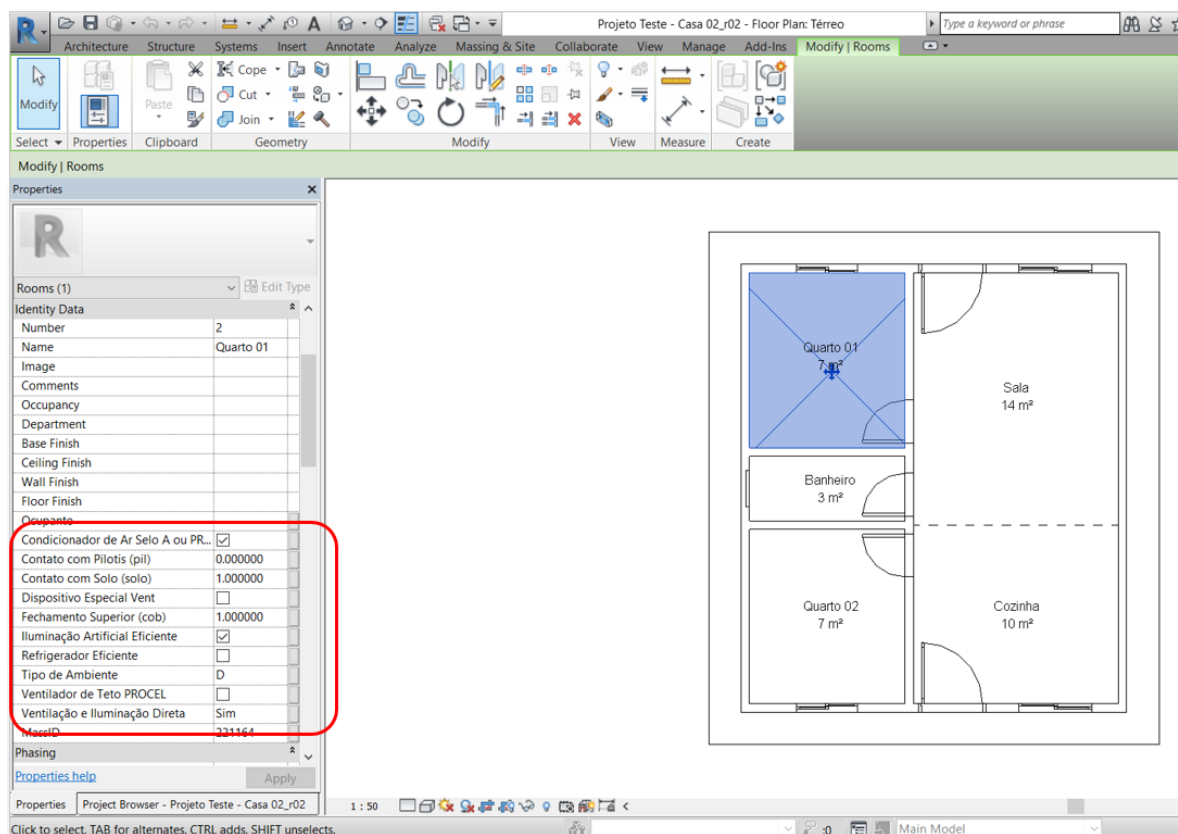 Projeto Teste - Casa 02_r02 - Floor Plan: Térreo
Type a keyword or phrase
Architecture Structure Systems Insert Annotate Analyze Massing & Site Collaborate View Manage Add-Ins Modify | Rooms
Modify
Paste
Cope
Cut
Join
Select Properties Clipboard Geometry Modify View Measure Create
Modify | Rooms
Properties
R
Rooms (1) Edit Type
Identity Data
Number 2
Name Quarto 01
Image
Comments
Occupancy
Department
Base Finish
Ceiling Finish
Wall Finish
Floor Finish
Ocupante
Condicionador de Ar Selo A ou PR...
Contato com Pilotis (pil) 0.000000
Contato com Solo (solo) 1.000000
Dispositivo Especial Vent
Fechamento Superior (cob) 1.000000
Iluminação Artificial Eficiente
Refrigerador Eficiente
Tipo de Ambiente D
Ventilador de Teto PROCEL
Ventilação e Iluminação Direta Sim
MassID 221164
Phasing
Properties help Apply
Properties Project Browser - Projeto Teste - Casa 02_r02
Quarto 01
7 m²
Sala
14 m²
Banheiro
3 m²
Quarto 02
7 m²
Cozinha
10 m²
1 : 50
Click to select, TAB for alternates, CTRL adds, SHIFT unselects.
:0 Main Model